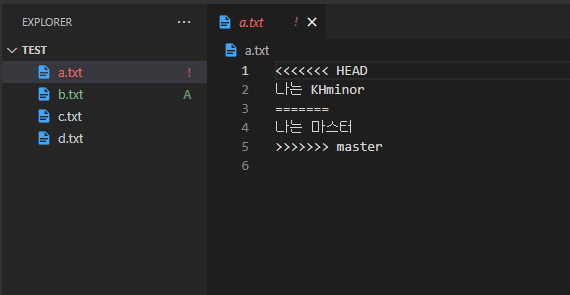 EXPLORER ...
TEST
a.txt !
b.txt A
c.txt
d.txt
a.txt ! ×
a.txt
1 <<<<<<< HEAD
2 나는 KHminor
3 =======
4 나는 마스터
5 >>>>>>> master
6